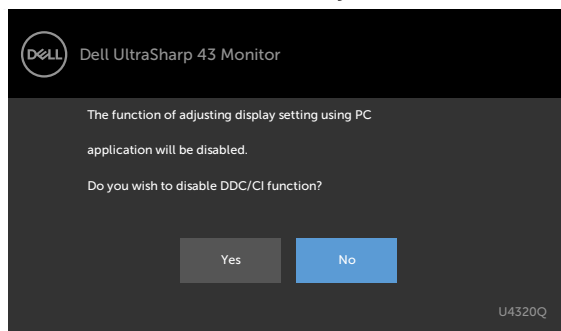 DELL
Dell UltraSharp 43 Monitor
The function of adjusting display setting using PC
application will be disabled.
Do you wish to disable DDC/CI function?
Yes
No
U4320Q